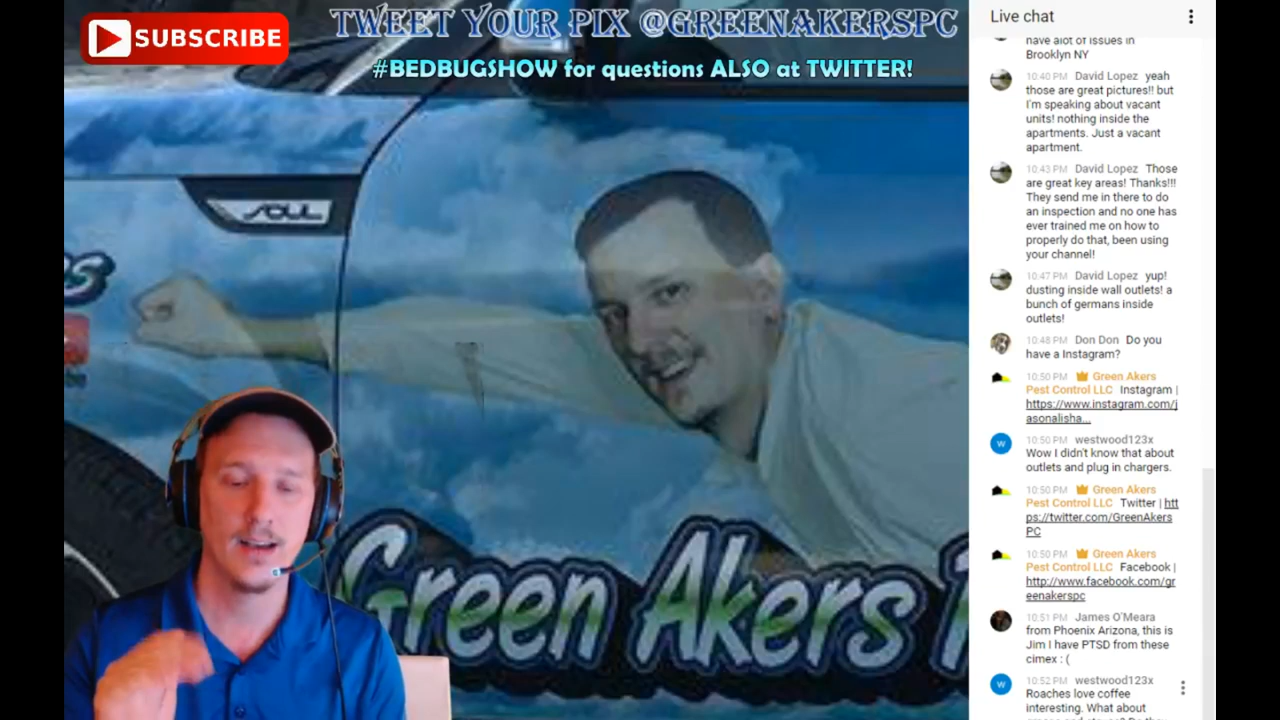 SUBSCRIBE
TWEET YOUR PIX @GREENAKERSPC
#BEDBUGSHOW for questions ALSO at TWITTER!
SOUL
Green Akers
Live chat
have alot of issues in
Brooklyn NY
10:40 PM David Lopez yeah
those are great pictures!! but
I'm speaking about vacant
units! nothing inside the
apartments. Just a vacant
apartment.
10:43 PM David Lopez Those
are great key areas! Thanks!!!
They send me in there to do
an inspection and no one has
ever trained me on how to
properly do that, been using
your channel!
10:47 PM David Lopez yup!
dusting inside wall outlets! a
bunch of germans inside
outlets!
10:48 PM Don Don Do you
have a Instagram?
10:50 PM Green Akers
Pest Control LLC Instagram |
https://www.instagram.com/j
asonalisha...
W
10:50 PM westwood123x
Wow I didn't know that about
outlets and plug in chargers.
10:50 PM Green Akers
Pest Control LLC Twitter | htt
ps://twitter.com/GreenAkers
PC
10:50 PM Green Akers
Pest Control LLC Facebook |
http://www.facebook.com/gr
eenakerspc
10:51 PM James O'Meara
from Phoenix Arizona, this is
Jim I have PTSD from these
cimex : (
W
10:52 PM westwood123x
Roaches love coffee
interesting. What about